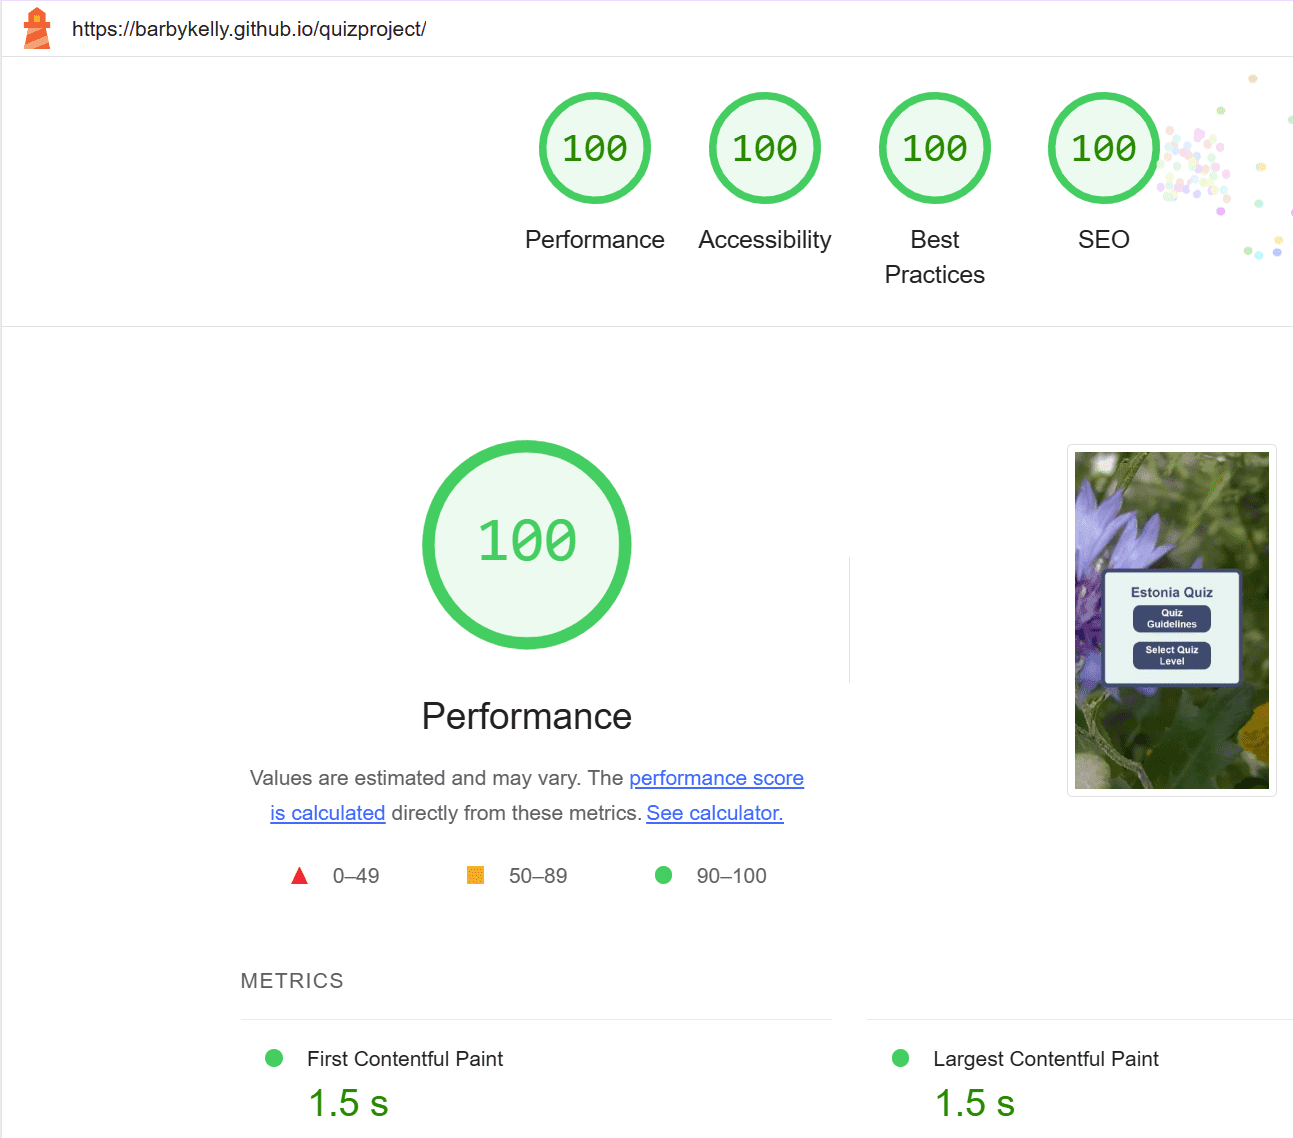 https://barbykelly.github.io/quizproject/
100
100
100
100
Performance
Accessibility
Best
Practices
SEO
100
Performance
Values are estimated and may vary. The performance score
is calculated directly from these metrics. See calculator.
0–49
50–89
90–100
Estonia Quiz
Quiz
Guidelines
Select Quiz
Level
METRICS
First Contentful Paint
1.5 s
Largest Contentful Paint
1.5 s